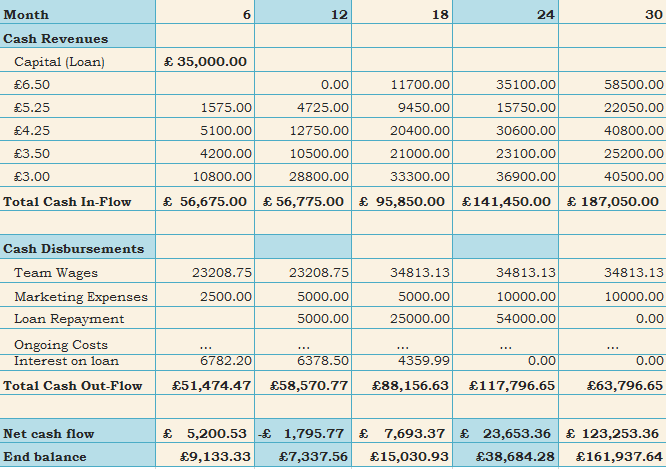 Month 6 12 18 24 30
Cash Revenues
Capital (Loan) £ 35,000.00
£6.50 0.00 11700.00 35100.00 58500.00
£5.25 1575.00 4725.00 9450.00 15750.00 22050.00
£4.25 5100.00 12750.00 20400.00 30600.00 40800.00
£3.50 4200.00 10500.00 21000.00 23100.00 25200.00
£3.00 10800.00 28800.00 33300.00 36900.00 40500.00
Total Cash In-Flow £ 56,675.00 £ 56,775.00 £ 95,850.00 £141,450.00 £ 187,050.00
Cash Disbursements
Team Wages 23208.75 23208.75 34813.13 34813.13 34813.13
Marketing Expenses 2500.00 5000.00 5000.00 10000.00 10000.00
Loan Repayment 5000.00 25000.00 54000.00 0.00
Ongoing Costs ... ... ... ... ...
Interest on loan 6782.20 6378.50 4359.99 0.00 0.00
Total Cash Out-Flow £51,474.47 £58,570.77 £88,156.63 £117,796.65 £63,796.65
Net cash flow £ 5,200.53 -£ 1,795.77 £ 7,693.37 £ 23,653.36 £ 123,253.36
End balance £9,133.33 £7,337.56 £15,030.93 £38,684.28 £161,937.64